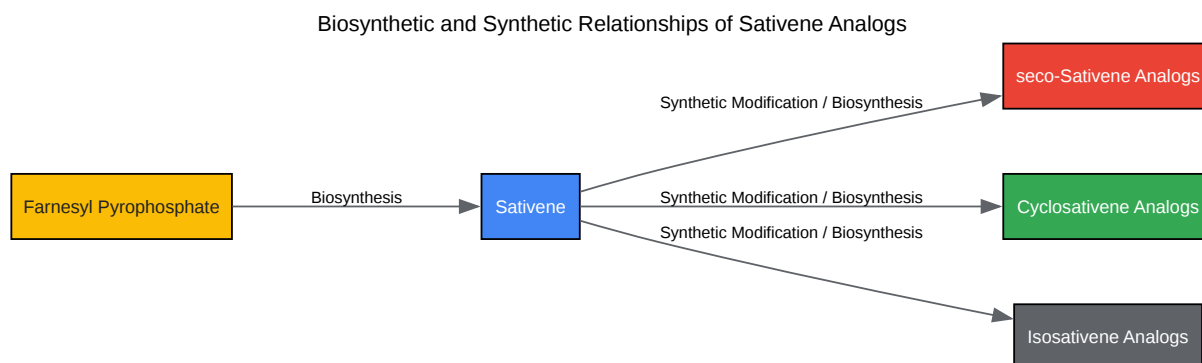 Biosynthetic and Synthetic Relationships of Sativene Analogs
seco-Sativene Analogs
Synthetic Modification / Biosynthesis
Farnesyl Pyrophosphate
Biosynthesis
Sativene
Synthetic Modification / Biosynthesis
Cyclosativene Analogs
Synthetic Modification / Biosynthesis
Isosativene Analogs